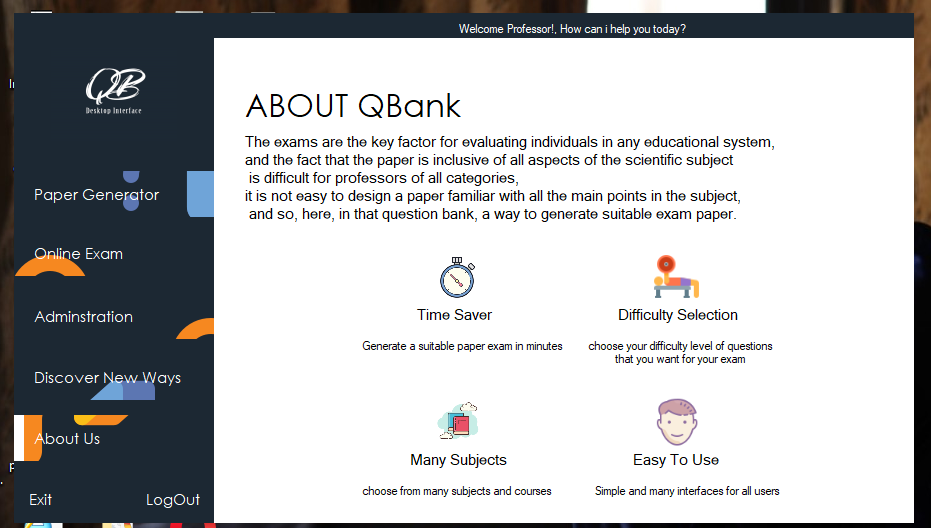 Welcome Professor!, How can i help you today?
QB
Desktop Interface
Paper Generator
Online Exam
Adminstration
Discover New Ways
About Us
Exit
LogOut
ABOUT QBank
The exams are the key factor for evaluating individuals in any educational system,
and the fact that the paper is inclusive of all aspects of the scientific subject
is difficult for professors of all categories,
it is not easy to design a paper familiar with all the main points in the subject,
and so, here, in that question bank, a way to generate suitable exam paper.
Time Saver
Generate a suitable paper exam in minutes
Difficulty Selection
choose your difficulty level of questions
that you want for your exam
Many Subjects
choose from many subjects and courses
Easy To Use
Simple and many interfaces for all users